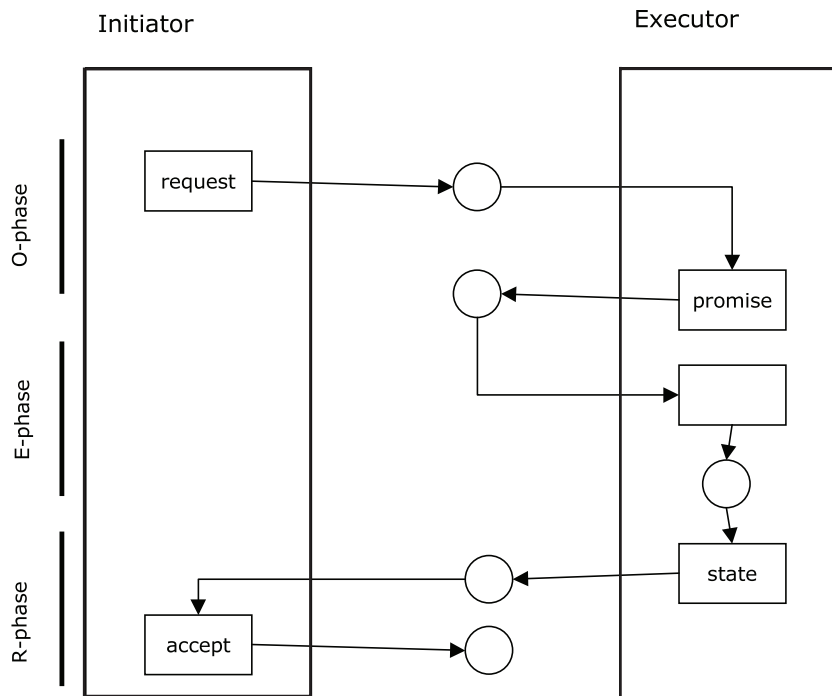 Initiator
Executor
O-phase
request
promise
E-phase
R-phase
state
accept